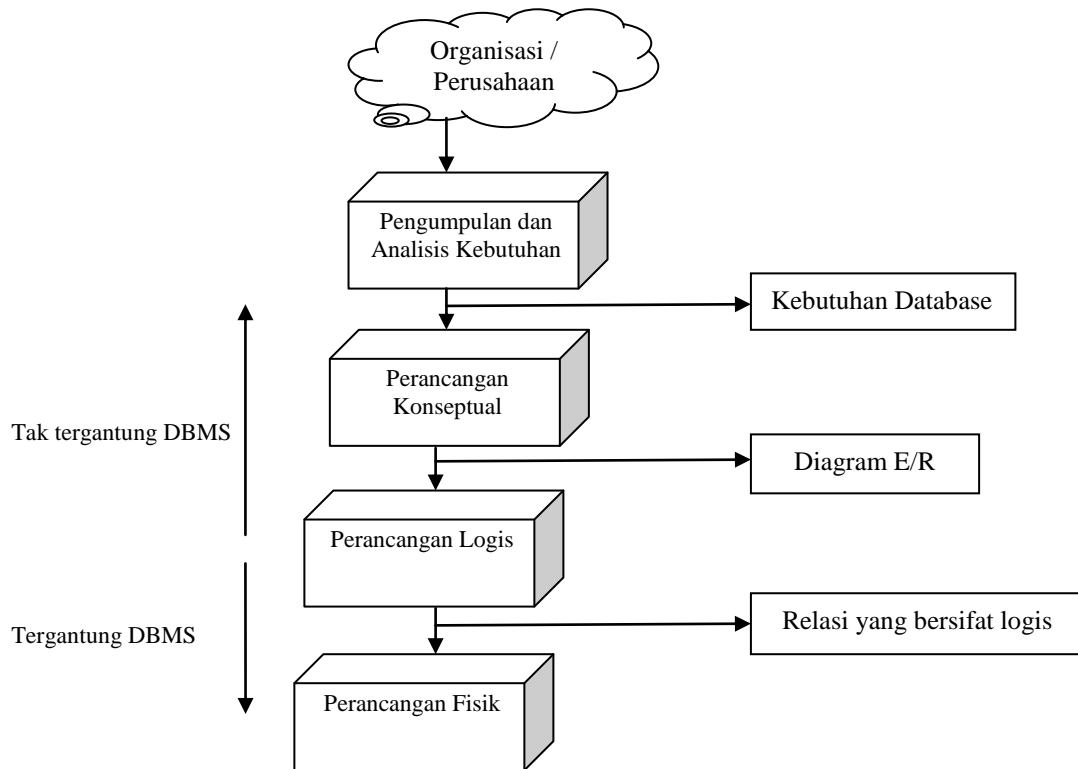 Organisasi /
Perusahaan
Pengumpulan dan
Analisis Kebutuhan
Kebutuhan Database
Perancangan
Konseptual
Tak tergantung DBMS
Diagram E/R
Perancangan Logis
Relasi yang bersifat logis
Tergantung DBMS
Perancangan Fisik